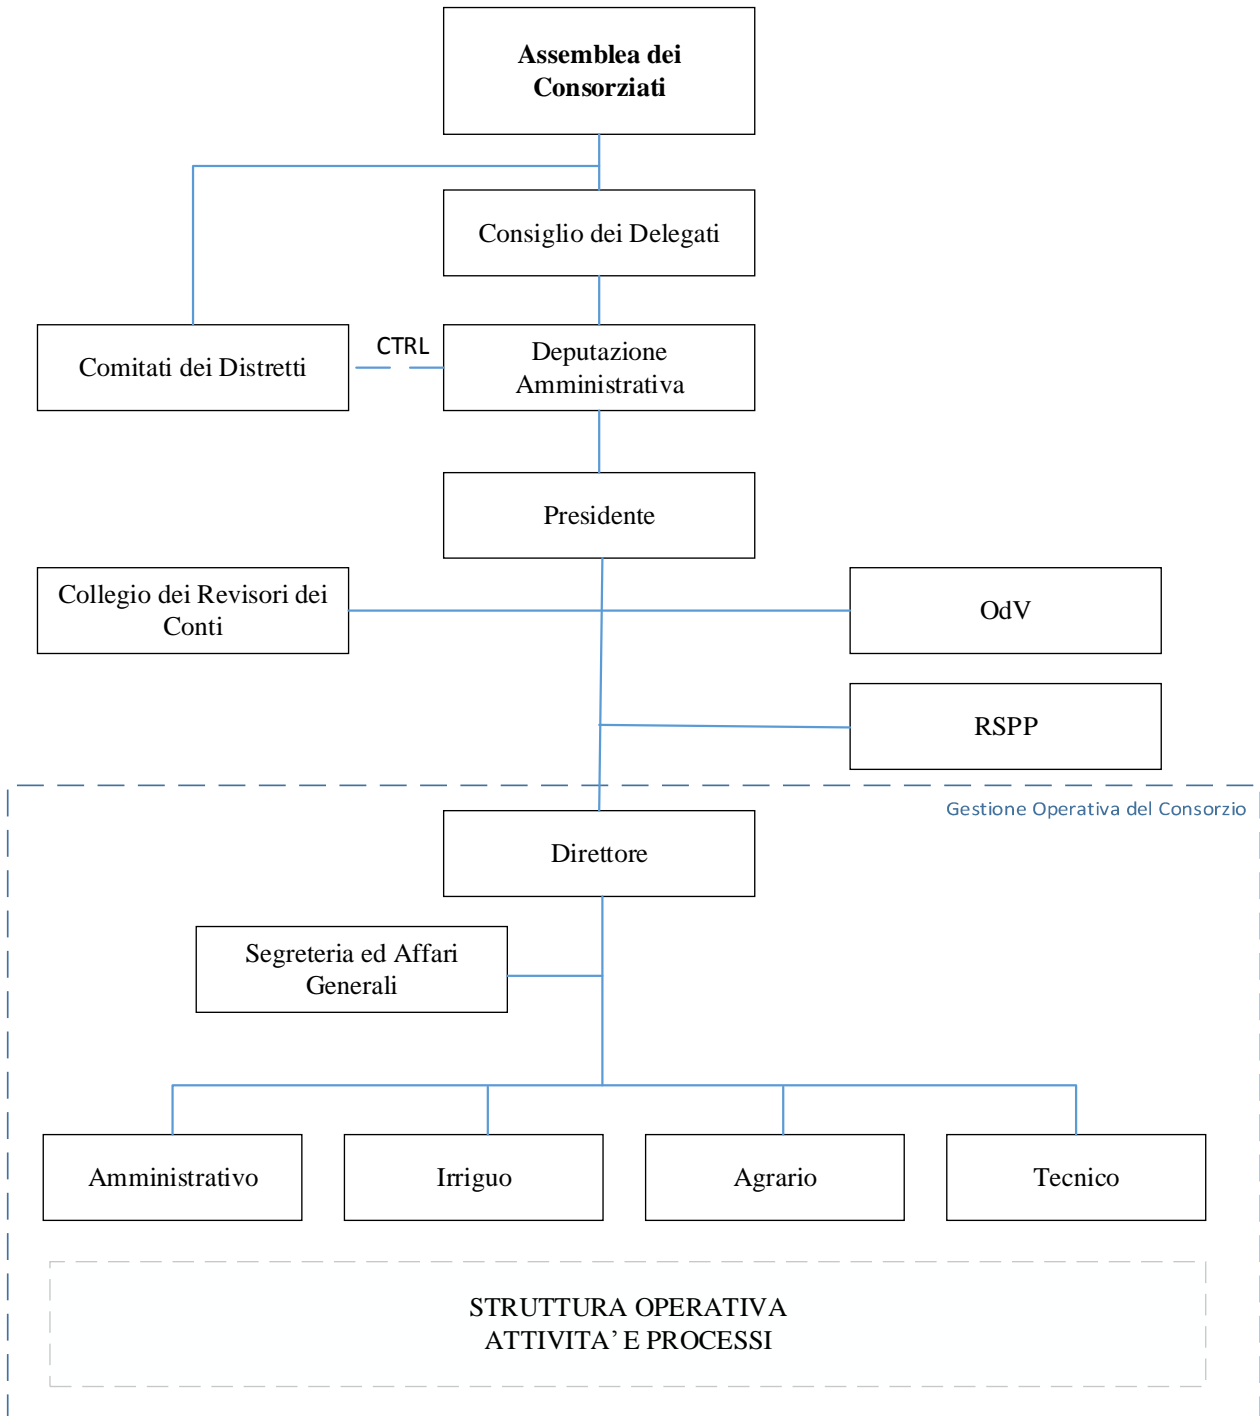 Assemblea dei
Consorziati
Consiglio dei Delegati
Comitati dei Distretti
CTRL
Deputazione
Amministrativa
Presidente
Collegio dei Revisori dei
Conti
OdV
RSPP
Gestione Operativa del Consorzio
Direttore
Segreteria ed Affari
Generali
Amministrativo
Irriguo
Agrario
Tecnico
STRUTTURA OPERATIVA
ATTIVITA’ E PROCESSI